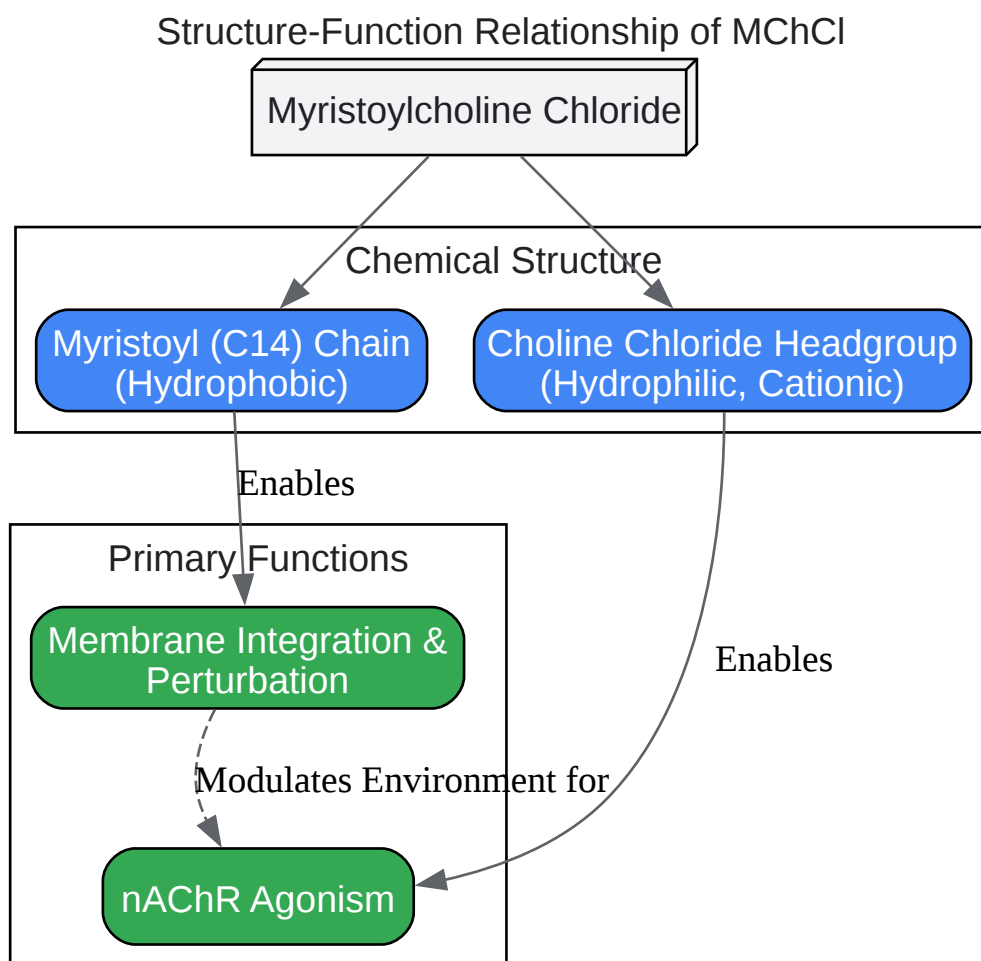 Structure-Function Relationship of MChCl
Myristoylcholine Chloride
Chemical Structure
Myristoyl (C14) Chain
(Hydrophobic)
Choline Chloride Headgroup
(Hydrophilic, Cationic)
Enables
Primary Functions
Membrane Integration &
Perturbation
Enables
Modulates Environment for
nAChR Agonism